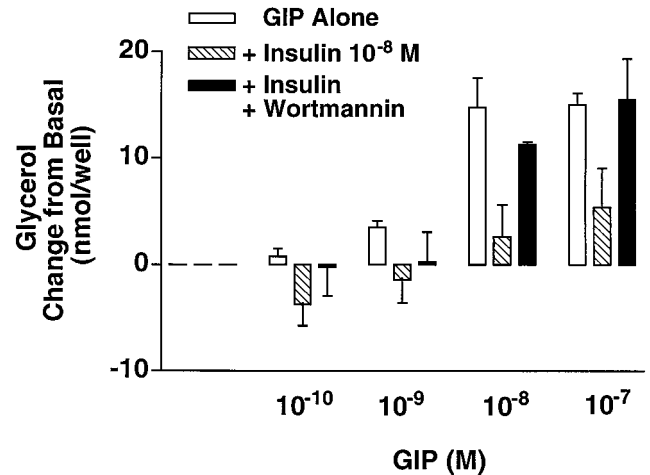 GIP Alone
+ Insulin 10⁻⁸ M
+ Insulin
+ Wortmannin
Glycerol
Change from Basal
(nmol/well)
20
10
0
-10
10⁻¹⁰ 10⁻⁹ 10⁻⁸ 10⁻⁷
GIP (M)